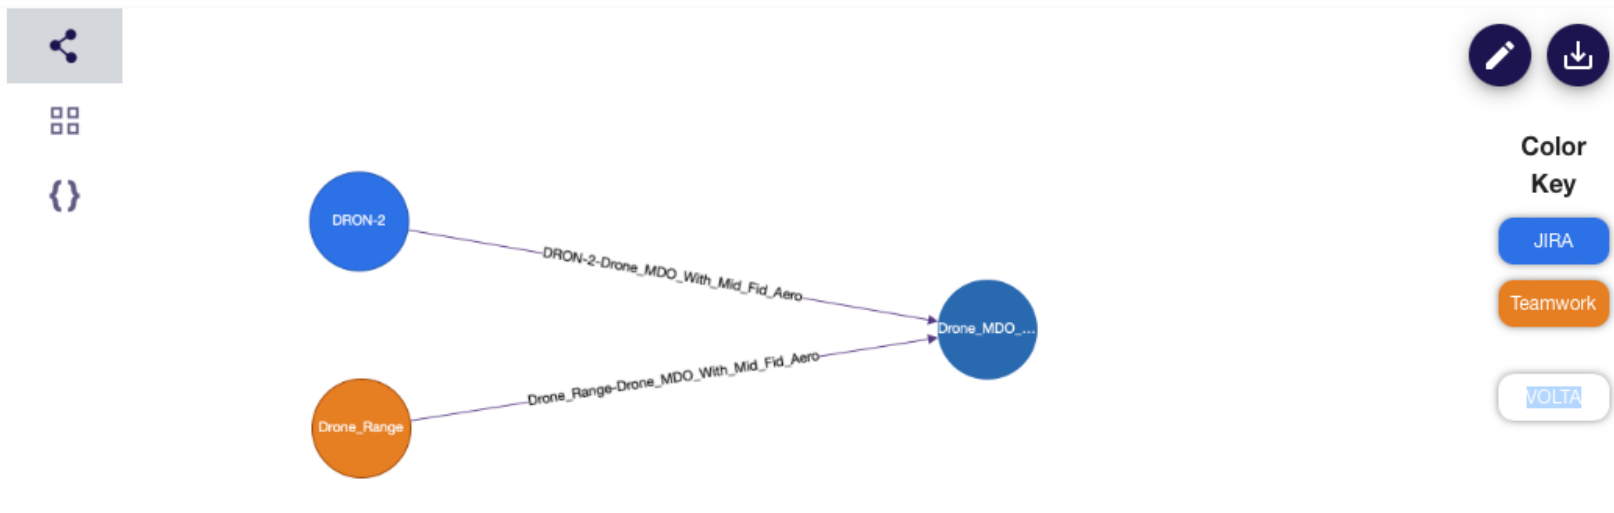 Color
Key
JIRA
Teamwork
VOLTA
DRON-2
DRON-2-Drone_MDO_With_Mid_Fid_Aero
Drone_MDO_...
Drone_Range-Drone_MDO_With_Mid_Fid_Aero
Drone_Range